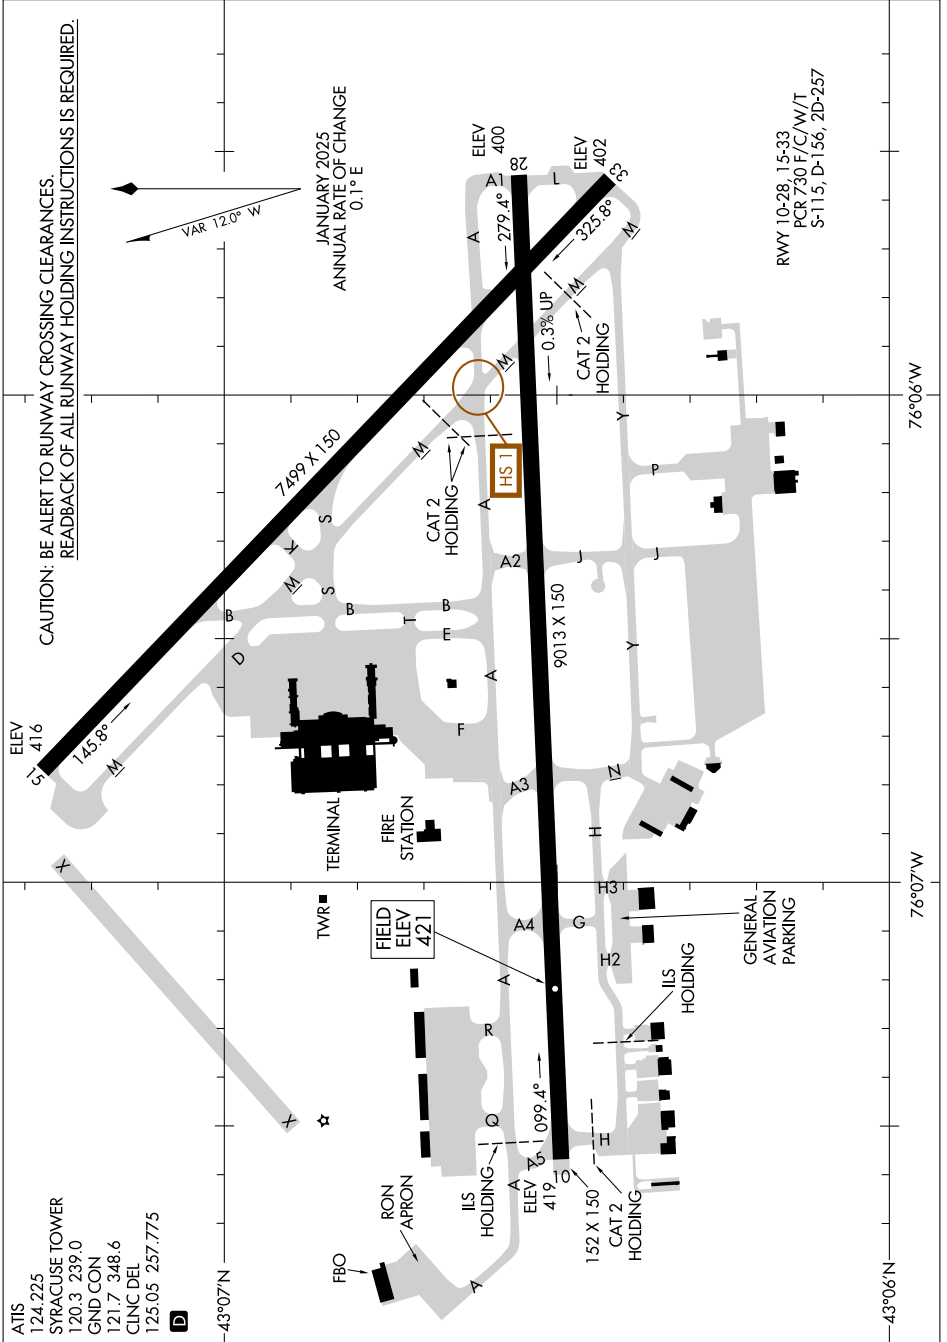 CAUTION: BE ALERT TO RUNWAY CROSSING CLEARANCES.
READBACK OF ALL RUNWAY HOLDING INSTRUCTIONS IS REQUIRED.
ATIS
124.225
SYRACUSE TOWER
120.3 239.0
GND CON
121.7 348.6
CLNC DEL
125.05 257.775
D
VAR 12.0° W
JANUARY 2025
ANNUAL RATE OF CHANGE
0.1° E
ELEV
416
15
145.8°
M
X
X
43°07'N
D
B
M
K
S
S
B
T
B
E
F
7499 X 150
M
CAT 2
HOLDING
HS 1
M
A
A1
ELEV
400
28
279.4°
L
ELEV
402
33
325.8°
M
M
0.3% UP
CAT 2
HOLDING
A
A2
J
J
Y
P
9013 X 150
A
Y
TERMINAL
FIRE
STATION
TWR
A3
N
H
FIELD
ELEV
421
A4
G
H3
H2
GENERAL
AVIATION
PARKING
A
R
ILS
HOLDING
Q
099.4°
ILS
HOLDING
A5
A
ELEV
419
10
H
152 X 150
CAT 2
HOLDING
RON
APRON
FBO
A
RWY 10-28, 15-33
PCR 730 F/C/W/T
S-115, D-156, 2D-257
76°06'W
76°07'W
43°06'N